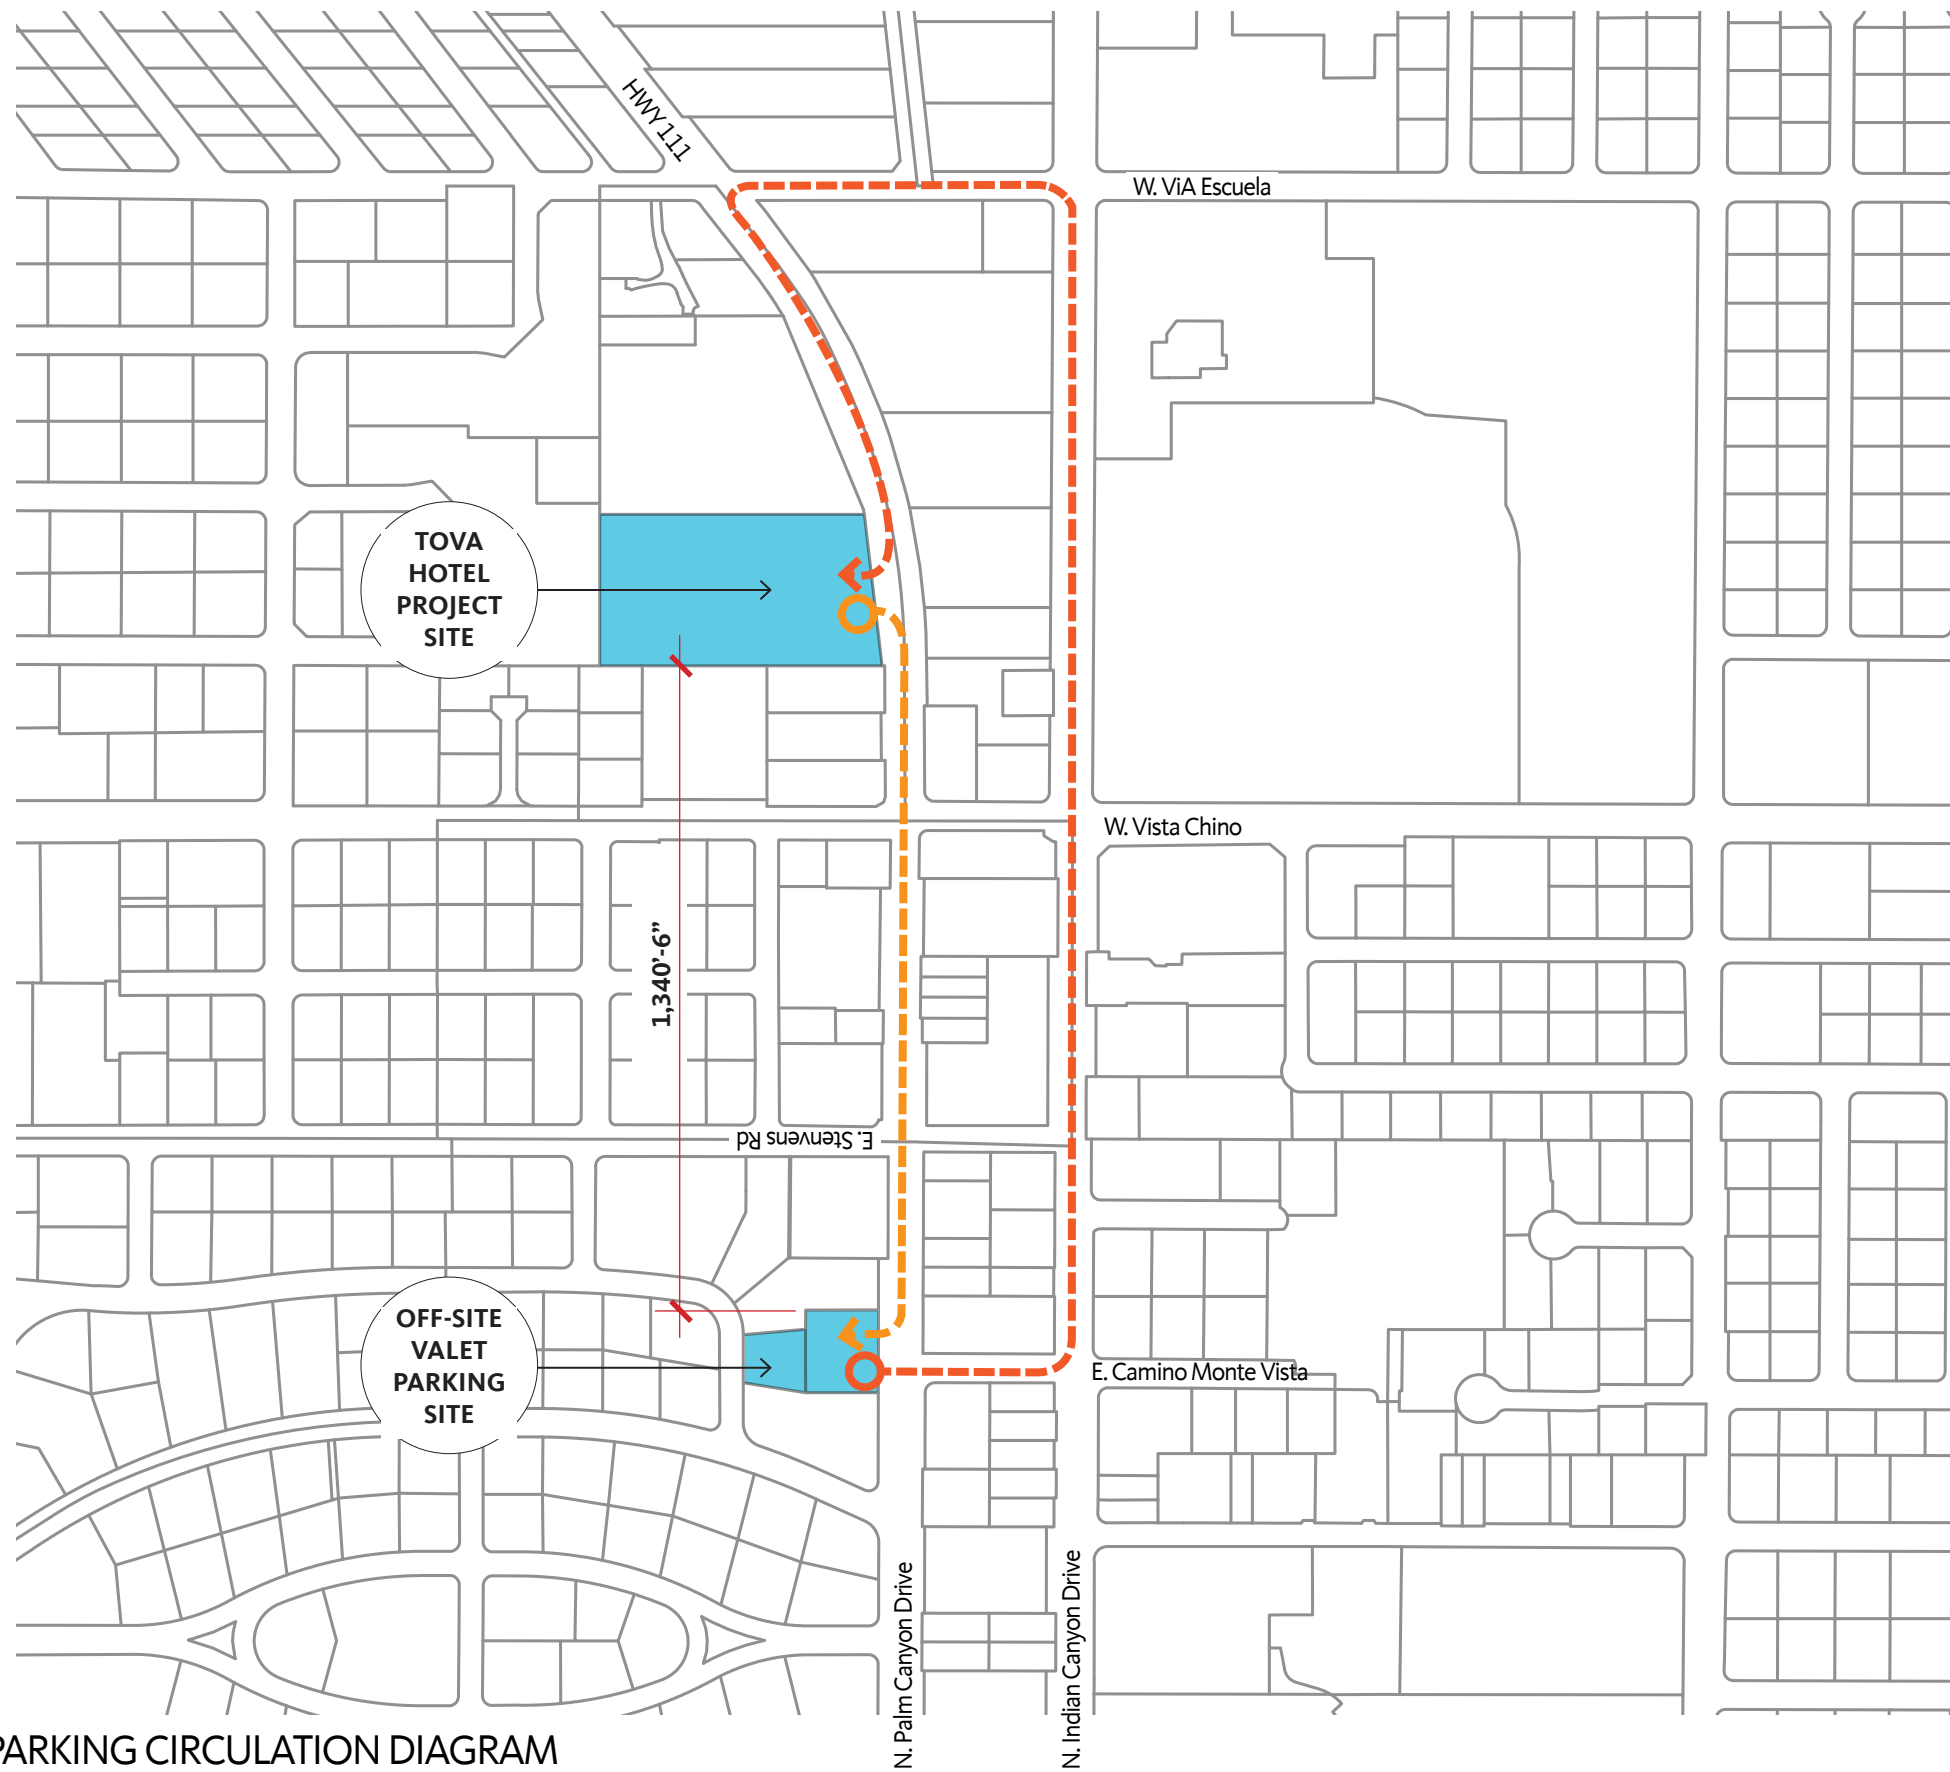 HWY 111
W. ViA Escuela
TOVA
HOTEL
PROJECT
SITE
W. Vista Chino
1,340'-6”
E. Stenvens Rd
OFF-SITE
VALET
PARKING
SITE
E. Camino Monte Vista
N. Palm Canyon Drive
N. Indian Canyon Drive
PARKING CIRCULATION DIAGRAM